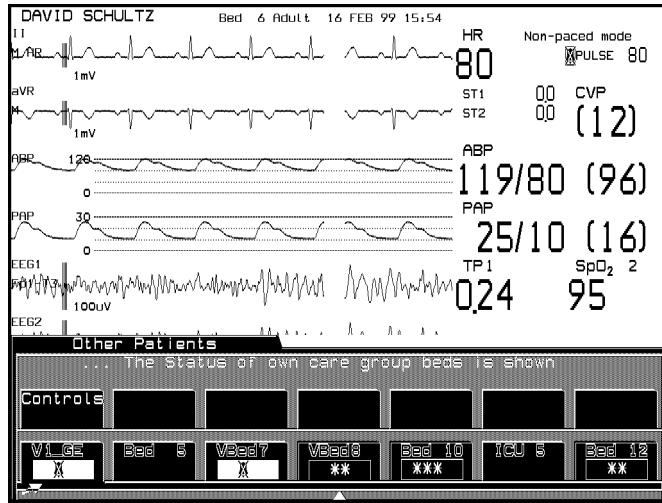 DAVID SCHULTZ Bed 6 Adult 16 FEB 99 15:54
II
M/AR
1mV
HR
80
Non-paced mode
PULSE 80
aVR
M
1mV
ST1 0.0
ST2 0.0
CVP
(12)
ABP
120
0
ABP
119/80 (96)
PAP
30
0
PAP
25/10 (16)
EEG1
100uV
TP1
0.24
SpO2 2
95
EEG2
Other Patients
... The Status of own care group beds is shown
Controls
V1_GE Bed 5 VBed7 VBed8 Bed 10 ICU 5 Bed 12
** *** **